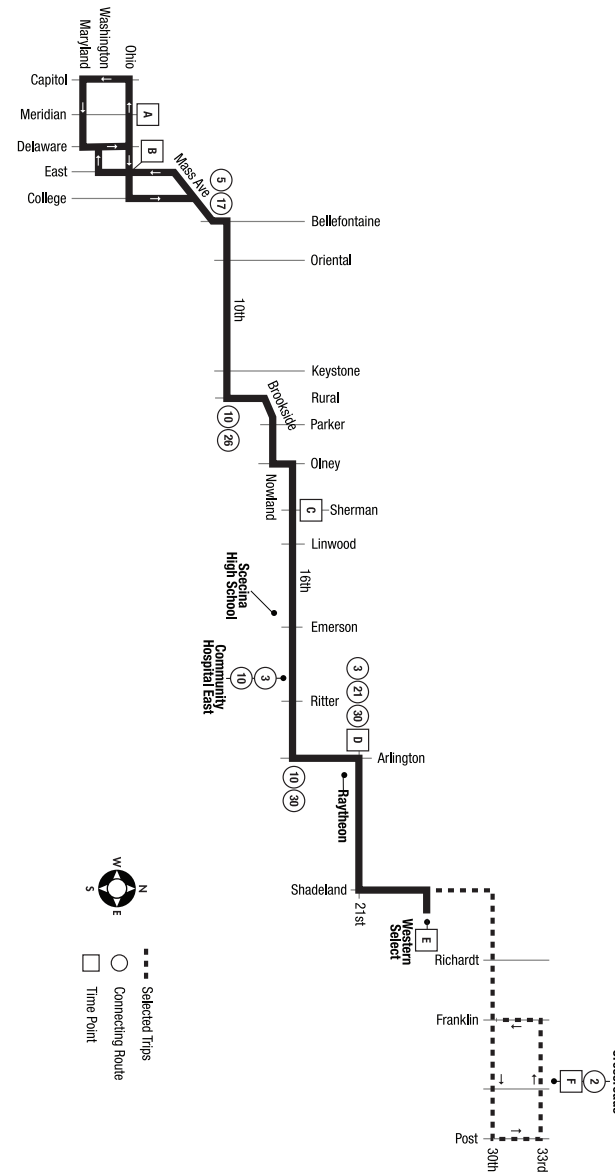 Maryland
Washington
Ohio
Capitol
Meridian
A
Delaware
B
East
Mass Ave
5
17
College
Bellefontaine
Oriental
10th
Keystone
Rural
Brookside
10
26
Parker
Olney
Nowland
C
Sherman
Linwood
16th
Scecina
High School
Emerson
Community
Hospital East
10
3
Ritter
3
21
30
D
Arlington
10
30
Raytheon
Shadeland
21st
Western
Select
E
Richardt
Franklin
2
F
Post
30th
33rd
N
W
E
S
Selected Trips
Connecting Route
Time Point